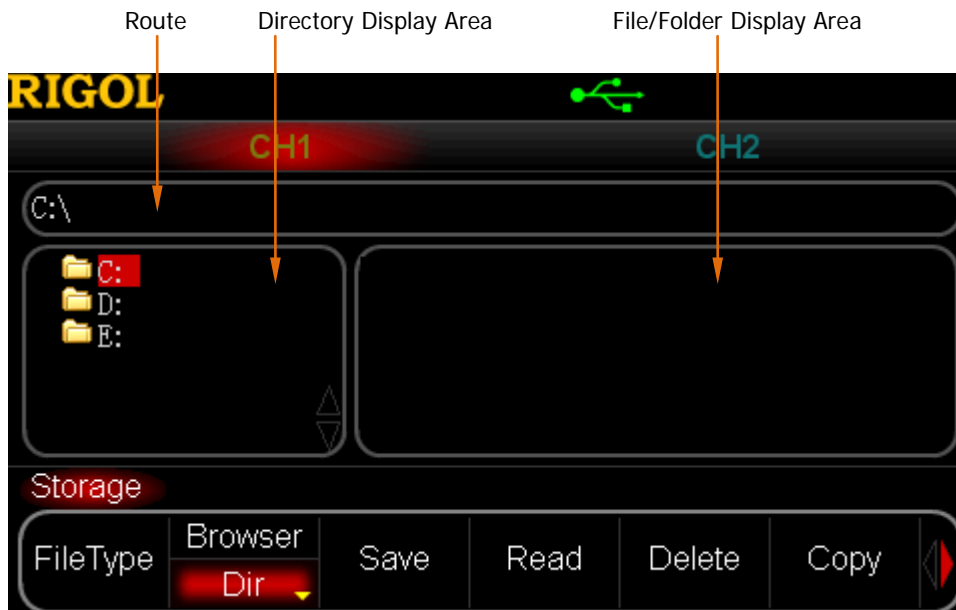 Route Directory Display Area File/Folder Display Area
RIGOL
CH1 CH2
C:\
C:
D:
E:
Storage
FileType Browser Dir Save Read Delete Copy